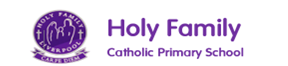 HOLY FAMILY
LIVERPOOL
CARPE DIEM
Holy Family
Catholic Primary School